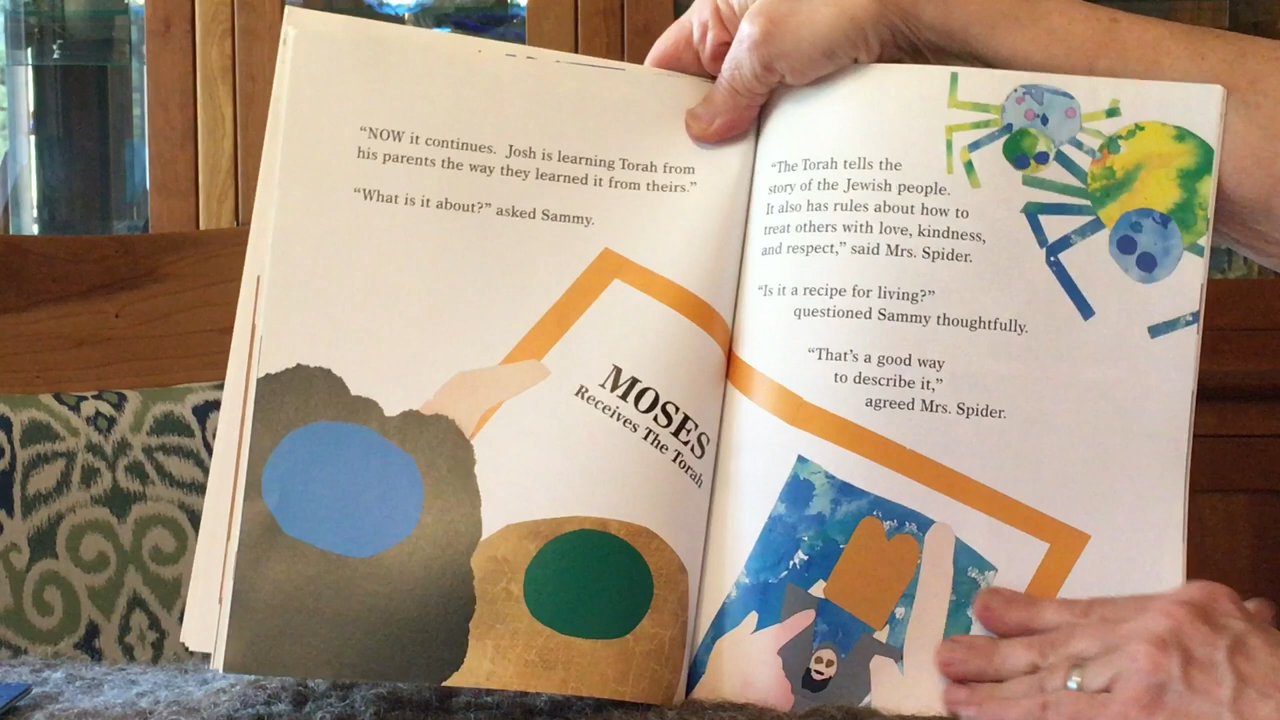 “NOW it continues. Josh is learning Torah from
his parents the way they learned it from theirs.”
“What is it about?” asked Sammy.
MOSES
Receives The Torah
“The Torah tells the
story of the Jewish people.
It also has rules about how to
treat others with love, kindness,
and respect,” said Mrs. Spider.
“Is it a recipe for living?”
questioned Sammy thoughtfully.
“That’s a good way
to describe it,”
agreed Mrs. Spider.